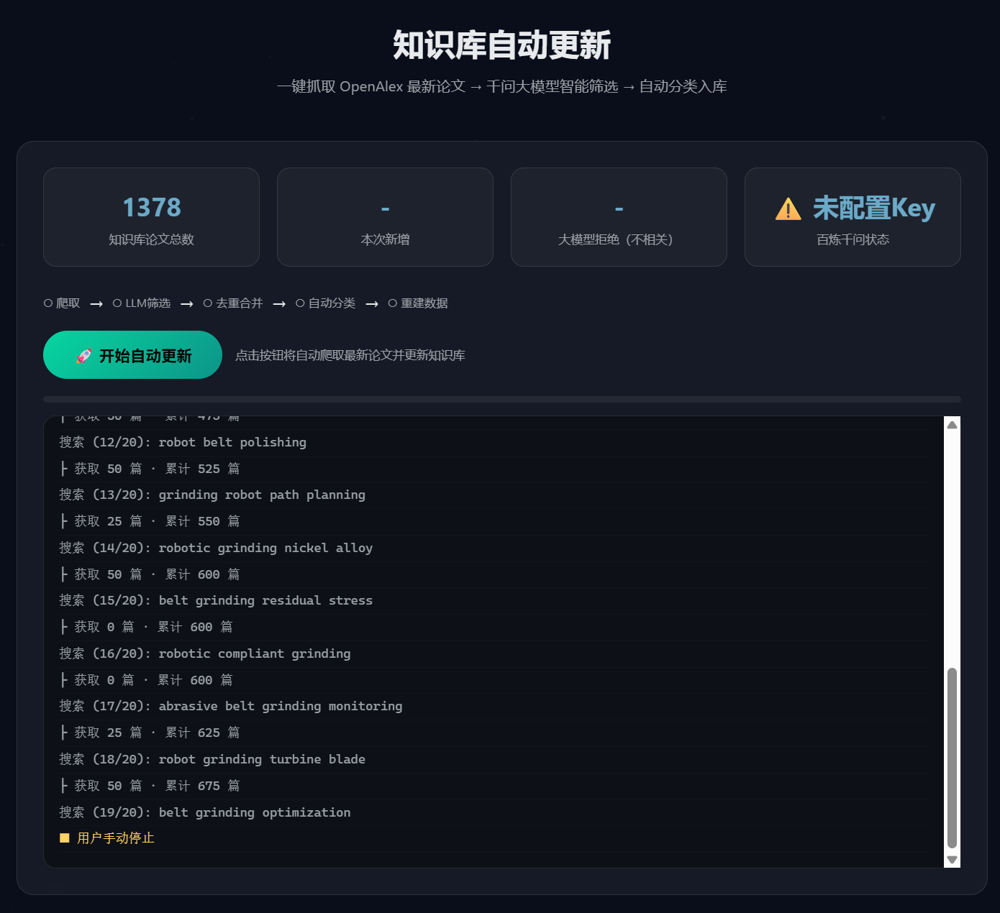 知识库自动更新
一键抓取 OpenAlex 最新论文 → 千问大模型智能筛选 → 自动分类入库
1378
知识库论文总数
-
本次新增
-
大模型拒绝（不相关）
⚠️ 未配置Key
百炼千问状态
○ 爬取 → ○ LLM筛选 → ○ 去重合并 → ○ 自动分类 → ○ 重建数据
🚀 开始自动更新
点击按钮将自动爬取最新论文并更新知识库
├ 获取 50 篇 · 累计 475 篇
搜索 (12/20): robot belt polishing
├ 获取 50 篇 · 累计 525 篇
搜索 (13/20): grinding robot path planning
├ 获取 25 篇 · 累计 550 篇
搜索 (14/20): robotic grinding nickel alloy
├ 获取 50 篇 · 累计 600 篇
搜索 (15/20): belt grinding residual stress
├ 获取 0 篇 · 累计 600 篇
搜索 (16/20): robotic compliant grinding
├ 获取 0 篇 · 累计 600 篇
搜索 (17/20): abrasive belt grinding monitoring
├ 获取 25 篇 · 累计 625 篇
搜索 (18/20): robot grinding turbine blade
├ 获取 50 篇 · 累计 675 篇
搜索 (19/20): belt grinding optimization
■ 用户手动停止